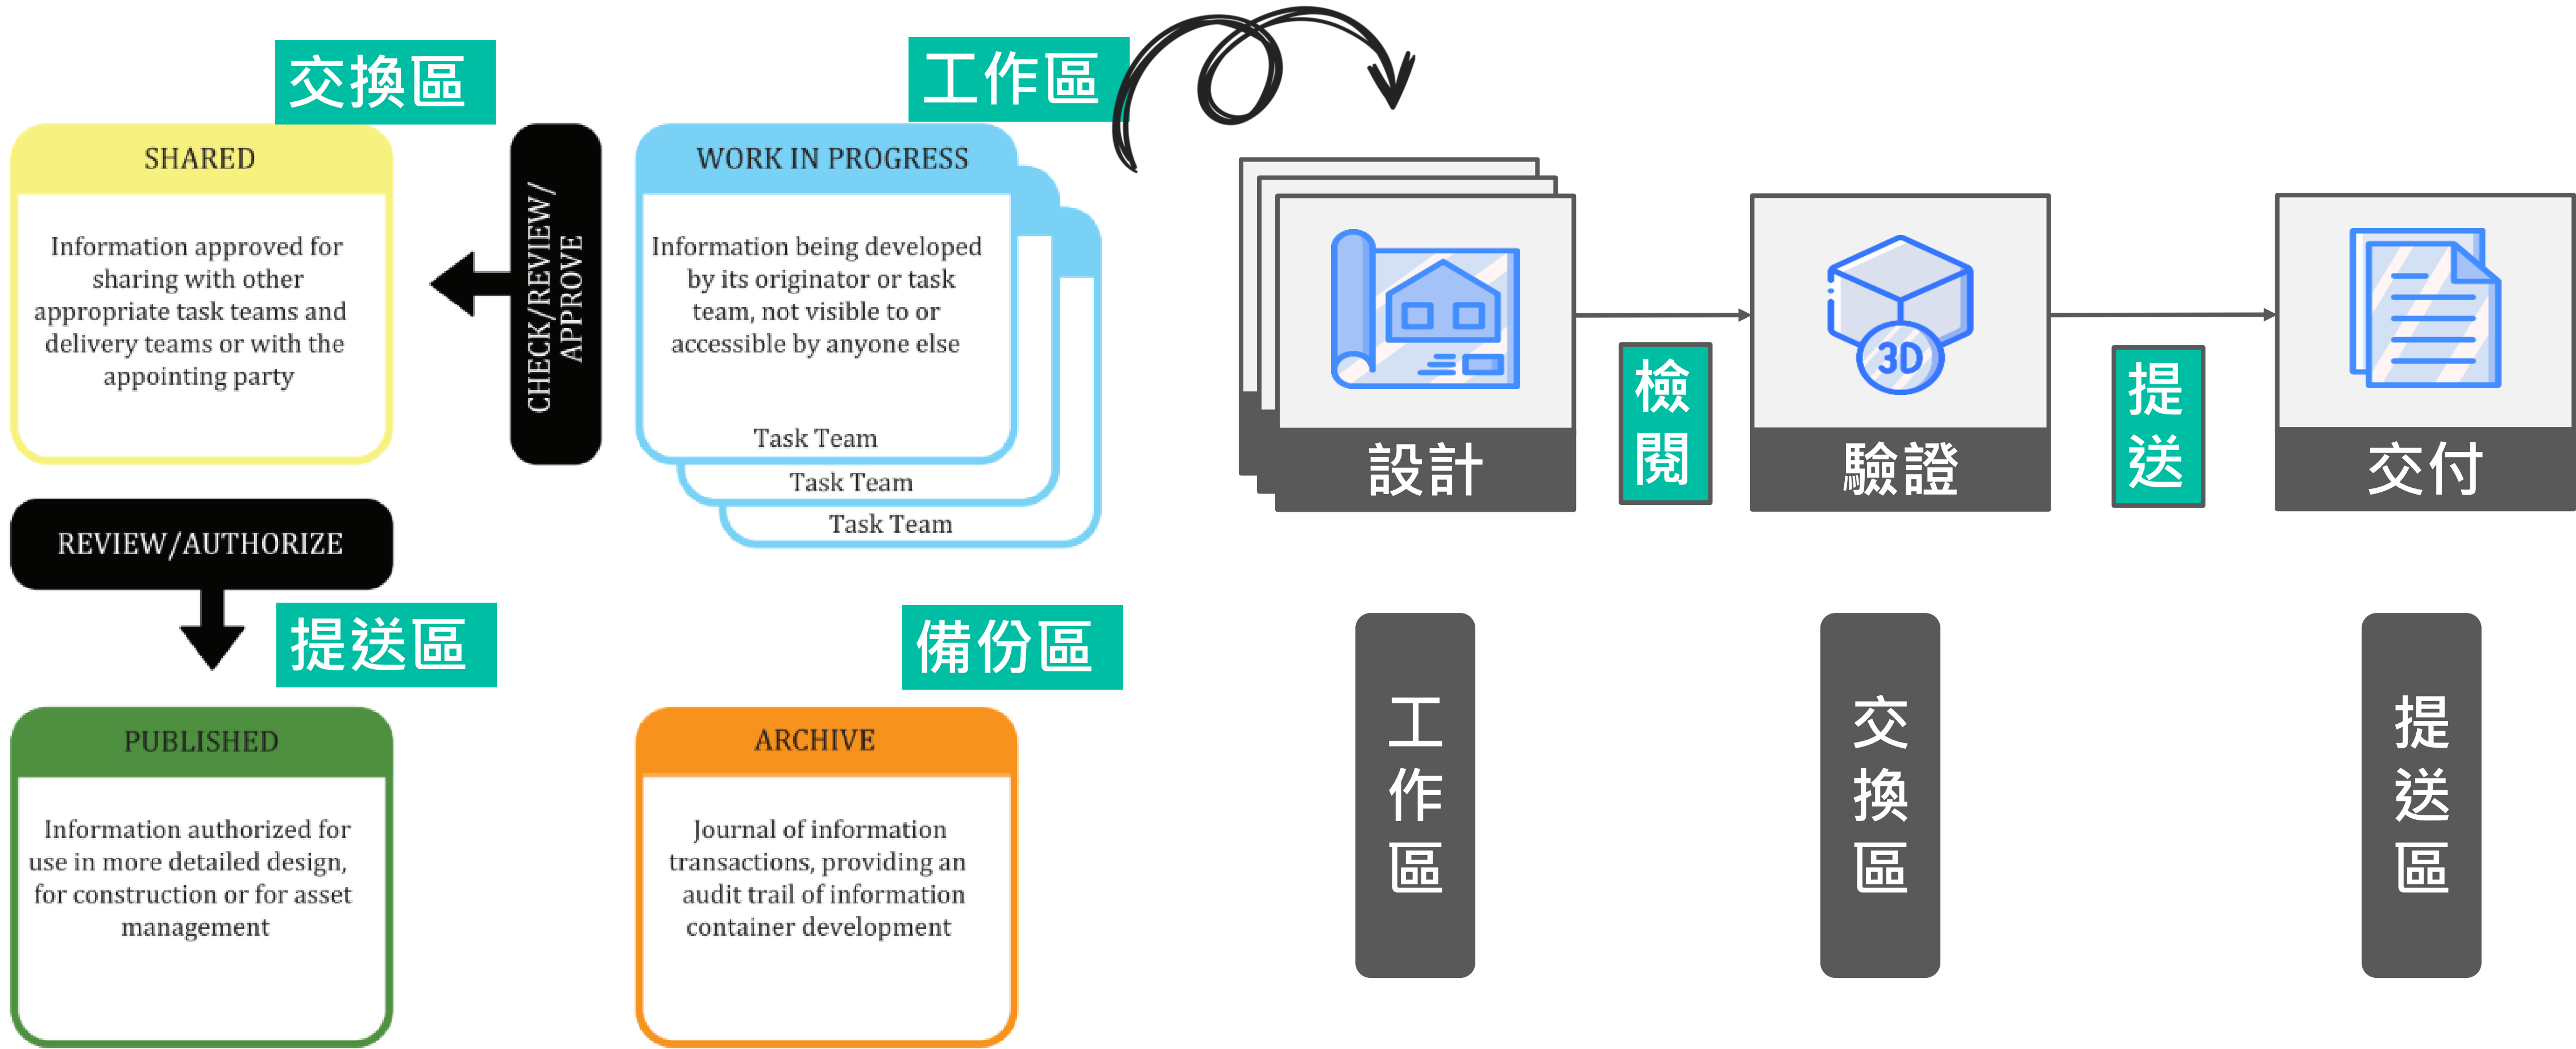 交換區
SHARED
Information approved for
sharing with other
appropriate task teams and
delivery teams or with the
appointing party
CHECK/REVIEW/
APPROVE
工作區
WORK IN PROGRESS
Information being developed
by its originator or task
team, not visible to or
accessible by anyone else
Task Team
Task Team
Task Team
REVIEW/AUTHORIZE
提送區
PUBLISHED
Information authorized for
use in more detailed design,
for construction or for asset
management
備份區
ARCHIVE
Journal of information
transactions, providing an
audit trail of information
container development
設計
檢閱
3D
驗證
提送
交付
工作區
交換區
提送區